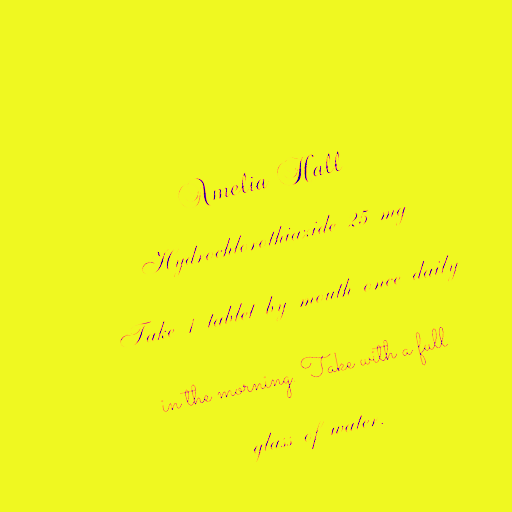 Amelia Hall
Hydrochlorothiazide 25 mg
Take 1 tablet by mouth once daily
in the morning Take with a full
glass of water.